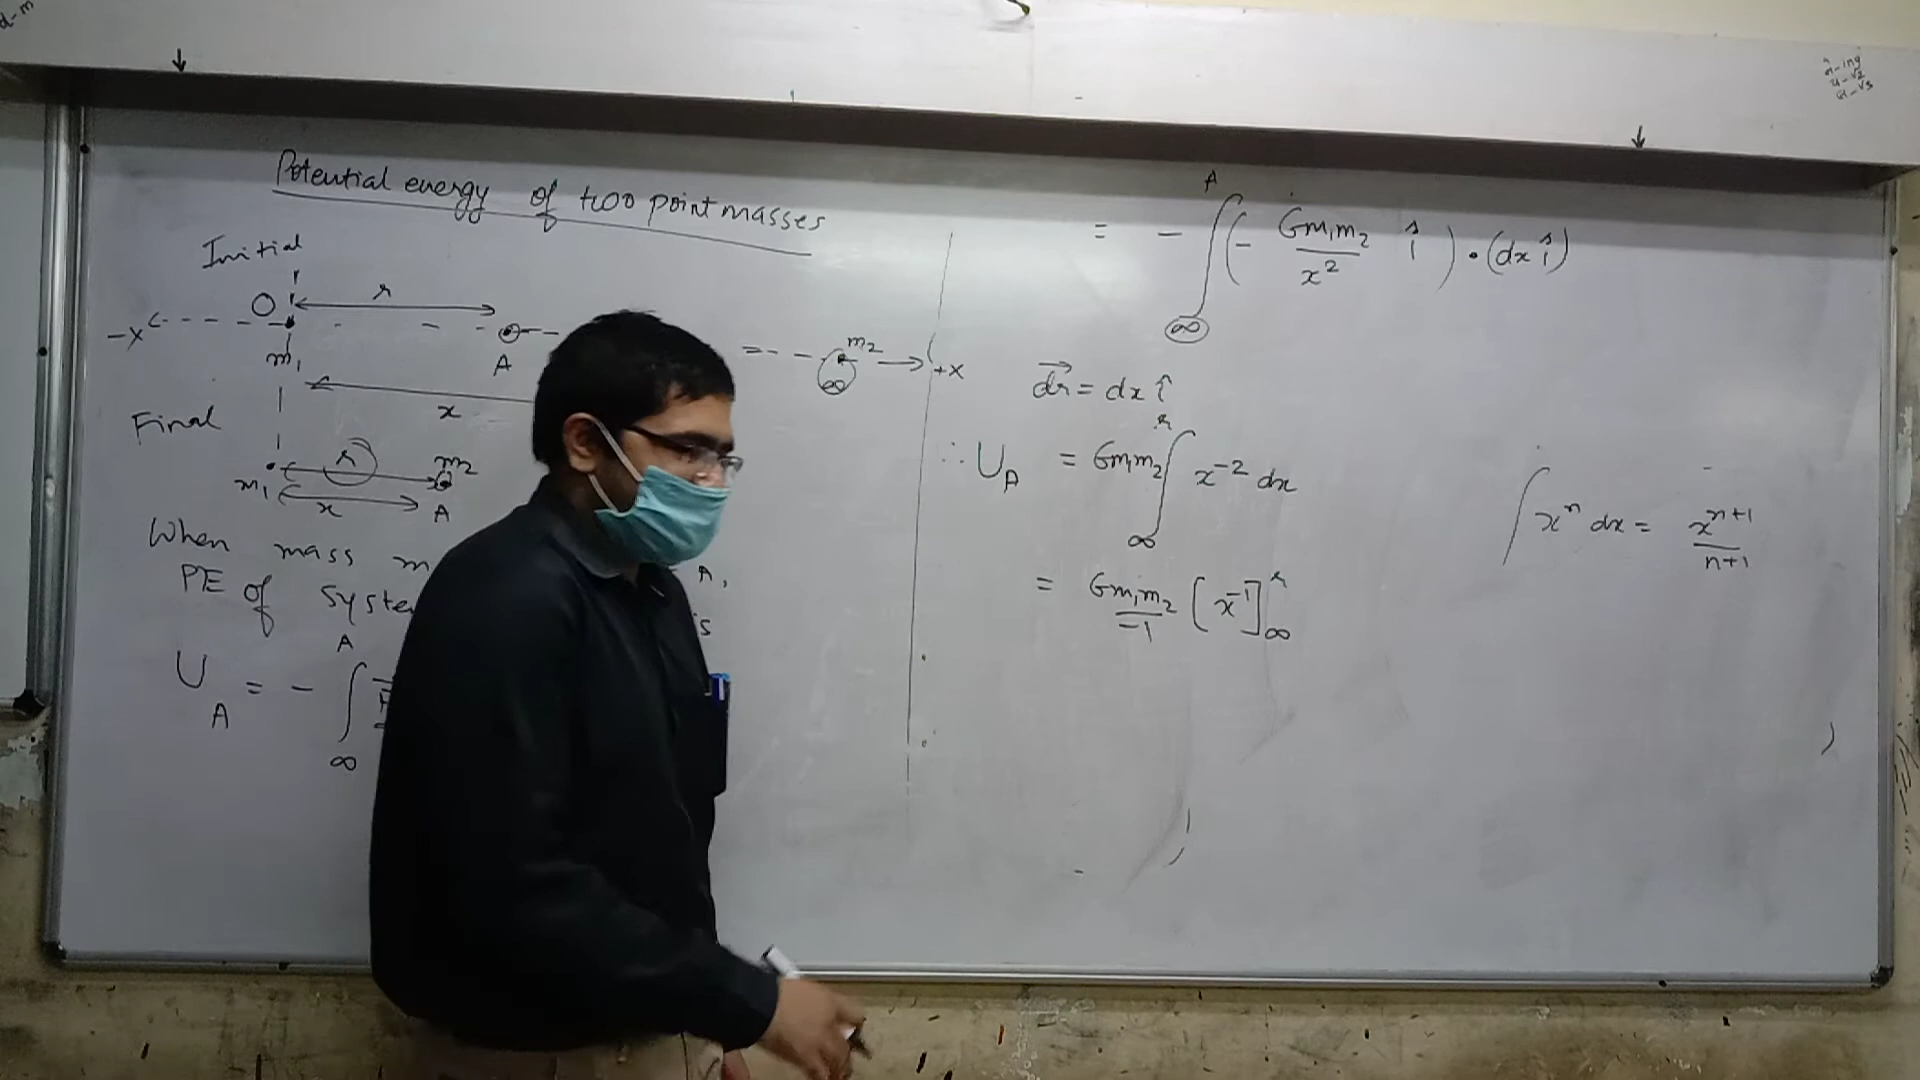 Potential energy of two point masses
Initial
O r
-X A m2 +X
m1 ∞
x
Final
r m2
m1 x A
When mass m A,
PE of system is
U_A = - ∫_∞^A F
= - ∫_∞^A (- Gm1m2/x² î) • (dx î)
dr⃗ = dx î
∴ U_A = Gm1m2 ∫_∞^r x^-2 dx
= Gm1m2/-1 [x^-1]_∞^r
∫ x^n dx = x^(n+1)/(n+1)